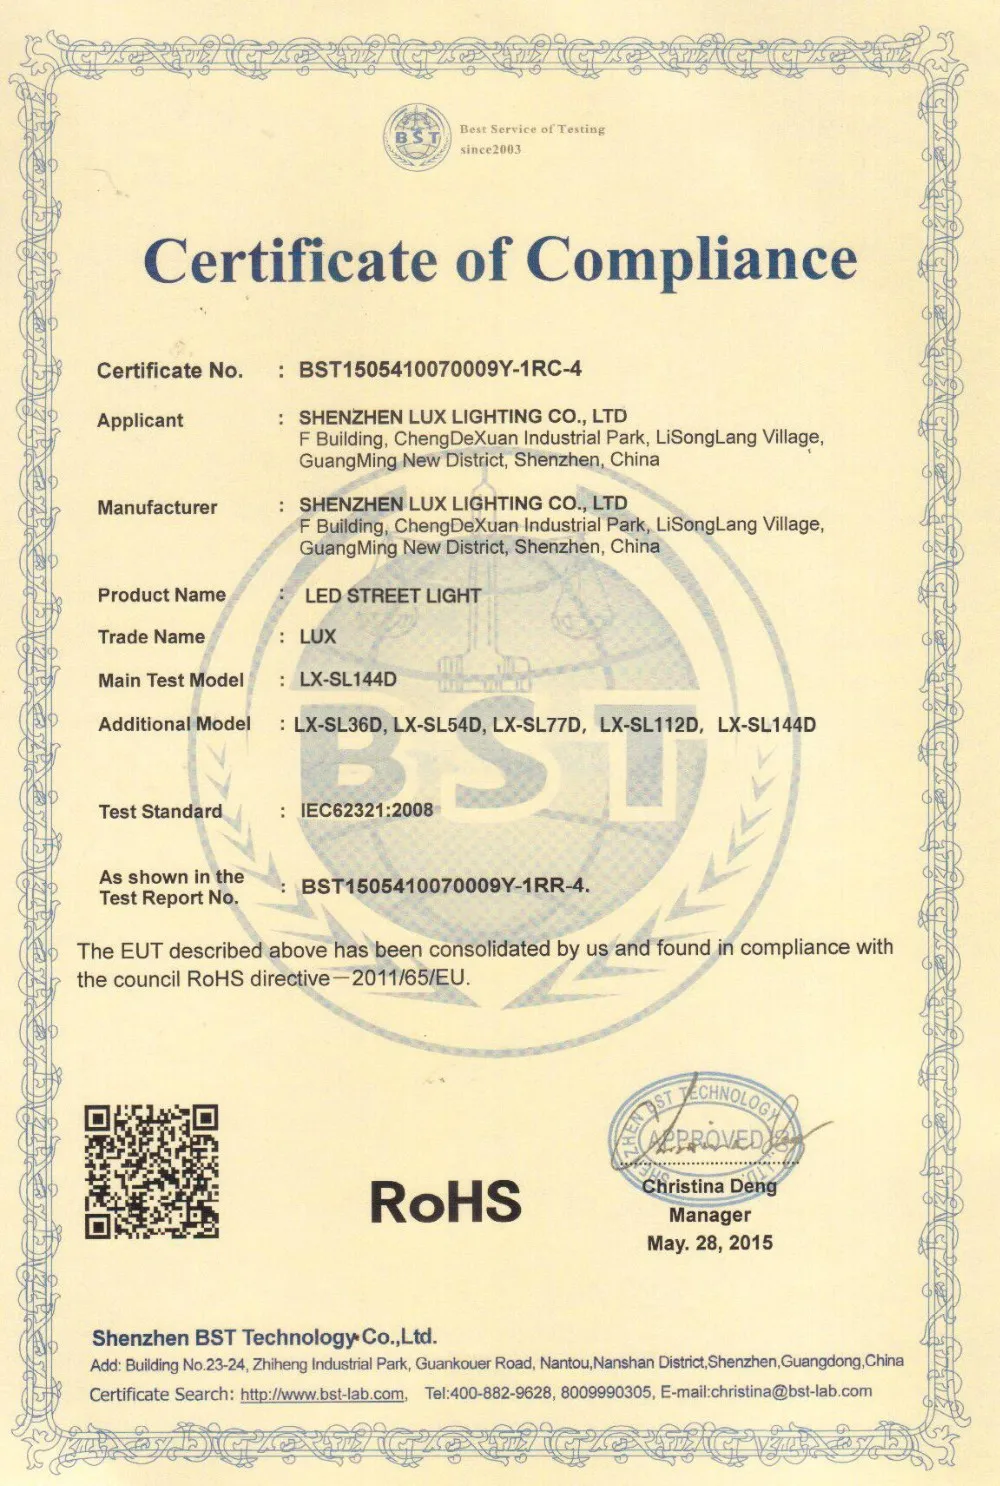 BST
Best Service of Testing
since2003
Certificate of Compliance
Certificate No. : BST1505410070009Y-1RC-4
Applicant : SHENZHEN LUX LIGHTING CO., LTD
F Building, ChengDeXuan Industrial Park, LiSongLang Village,
GuangMing New District, Shenzhen, China
Manufacturer : SHENZHEN LUX LIGHTING CO., LTD
F Building, ChengDeXuan Industrial Park, LiSongLang Village,
GuangMing New District, Shenzhen, China
Product Name : LED STREET LIGHT
Trade Name : LUX
Main Test Model : LX-SL144D
Additional Model : LX-SL36D, LX-SL54D, LX-SL77D, LX-SL112D, LX-SL144D
BST
Test Standard : IEC62321:2008
As shown in the
Test Report No. : BST1505410070009Y-1RR-4.
The EUT described above has been consolidated by us and found in compliance with
the council RoHS directive—2011/65/EU.
BST TECHNOLOGY
APPROVED
RoHS
Christina Deng
Manager
May. 28, 2015
Shenzhen BST Technology Co.,Ltd.
Add: Building No.23-24, Zhiheng Industrial Park, Guankouer Road, Nantou,Nanshan District,Shenzhen,Guangdong,China
Certificate Search: http://www.bst-lab.com, Tel:400-882-9628, 8009990305, E-mail:christina@bst-lab.com